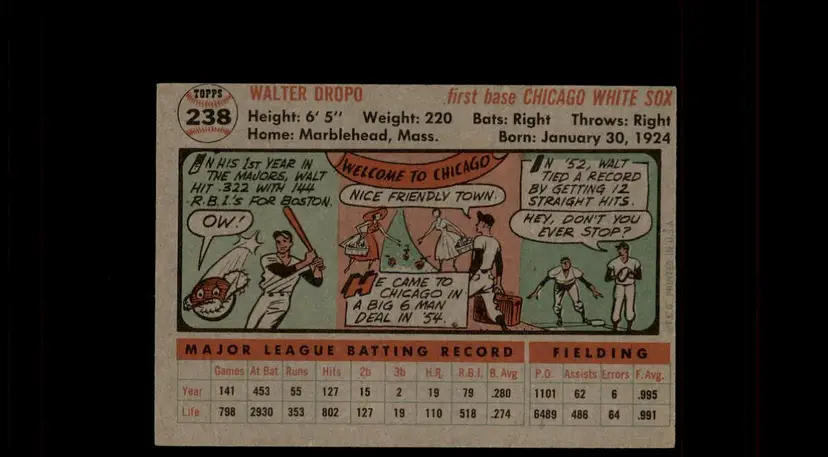 TOPPS
238
WALTER DROPO
first base CHICAGO WHITE SOX
Height: 6' 5" Weight: 220 Bats: Right Throws: Right
Home: Marblehead, Mass. Born: January 30, 1924
IN HIS 1ST YEAR IN
THE MAJORS, WALT
HIT .322 WITH 144
R.B.I.'S FOR BOSTON.
OW!
WELCOME TO CHICAGO
NICE FRIENDLY TOWN.
HE CAME TO
CHICAGO IN
A BIG 6 MAN
DEAL IN '54.
IN '52, WALT
TIED A RECORD
BY GETTING 12
STRAIGHT HITS.
HEY, DON'T YOU
EVER STOP?
T.C.G. PRINTED IN U.S.A.
MAJOR LEAGUE BATTING RECORD FIELDING
Games At Bat Runs Hits 2b 3b H.R. R.B.I. B. Avg P.O. Assists Errors F. Avg.
Year 141 453 55 127 15 2 19 79 .280 1101 62 6 .995
Life 798 2930 353 802 127 19 110 518 .274 6489 486 64 .991